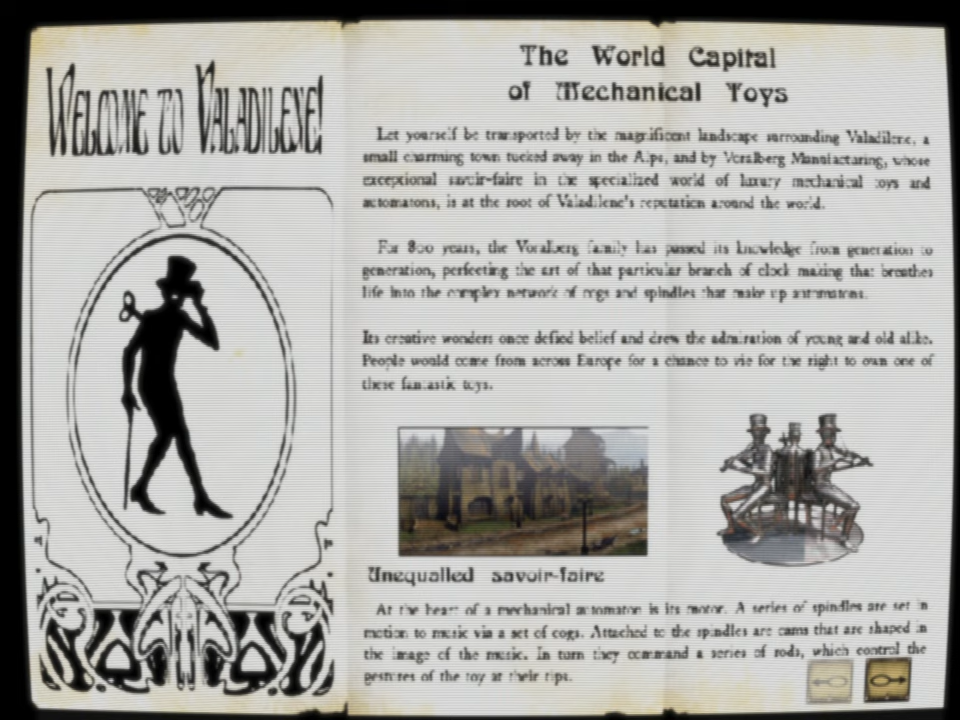 WELCOME TO VALADILENE!
The World Capital
of Mechanical Toys
Let yourself be transported by the magnificent landscape surrounding Valadilene, a
small charming town tucked away in the Alps, and by Voralberg Manufacturing, whose
exceptional savoir-faire in the specialized world of luxury mechanical toys and
automatons, is at the root of Valadilene's reputation around the world.
For 800 years, the Voralberg family has passed its knowledge from generation to
generation, perfecting the art of that particular branch of clock making that breathes
life into the complex network of cogs and spindles that make up automatons.
Its creative wonders once defied belief and drew the admiration of young and old alike.
People would come from across Europe for a chance to vie for the right to own one of
these fantastic toys.
Unequalled savoir-faire
At the heart of a mechanical automaton is its motor. A series of spindles are set in
motion to music via a set of cogs. Attached to the spindles are cams that are shaped in
the image of the music. In turn they command a series of rods, which control the
gestures of the toy at their tips.